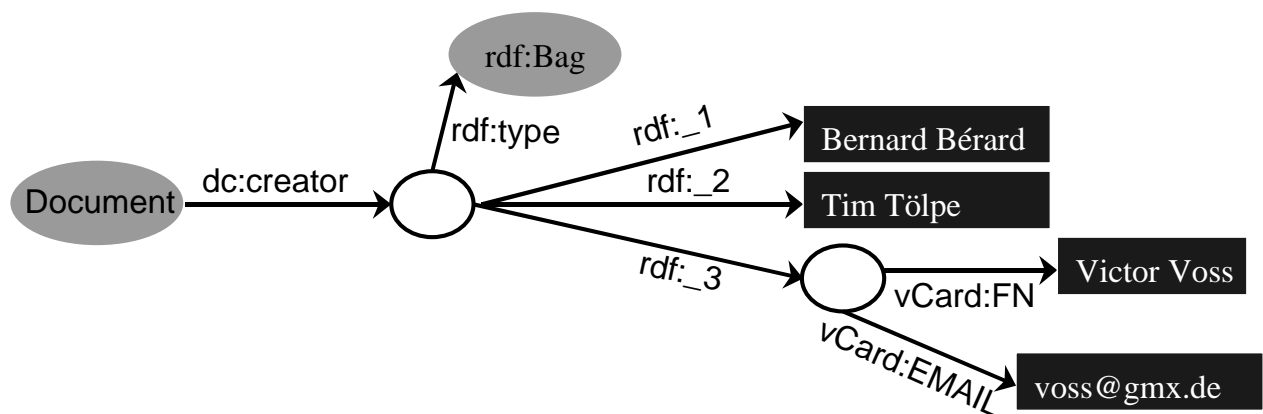 rdf:Bag
rdf:type
rdf:_1
Bernard Bérard
Document
dc:creator
rdf:_2
Tim Tölpe
rdf:_3
vCard:FN
Victor Voss
vCard:EMAIL
voss@gmx.de